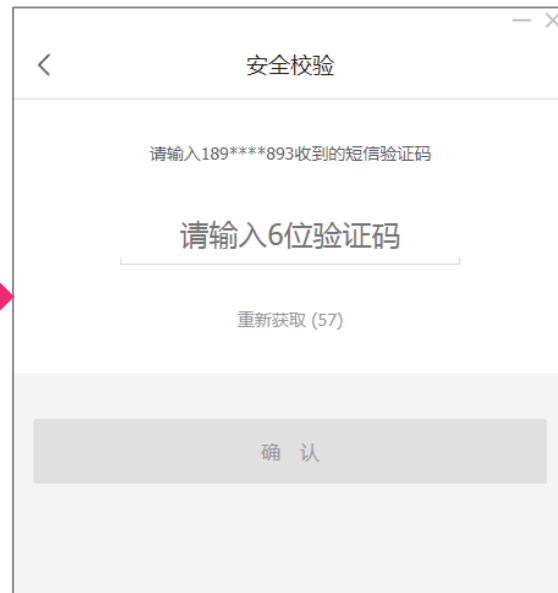 安全校验
请输入189****893收到的短信验证码
请输入6位验证码
重新获取 (57)
确 认